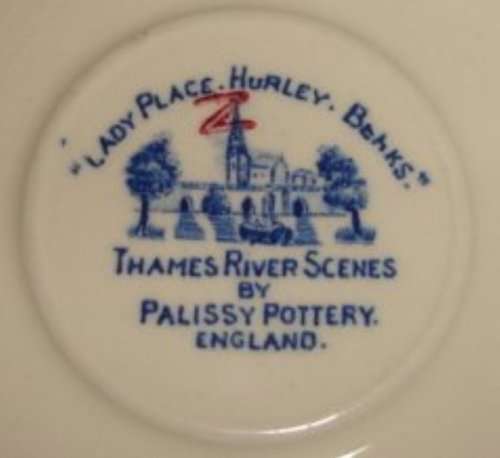 "LADY PLACE. HURLEY. BERKS."
THAMES RIVER SCENES
BY
PALISSY POTTERY.
ENGLAND.